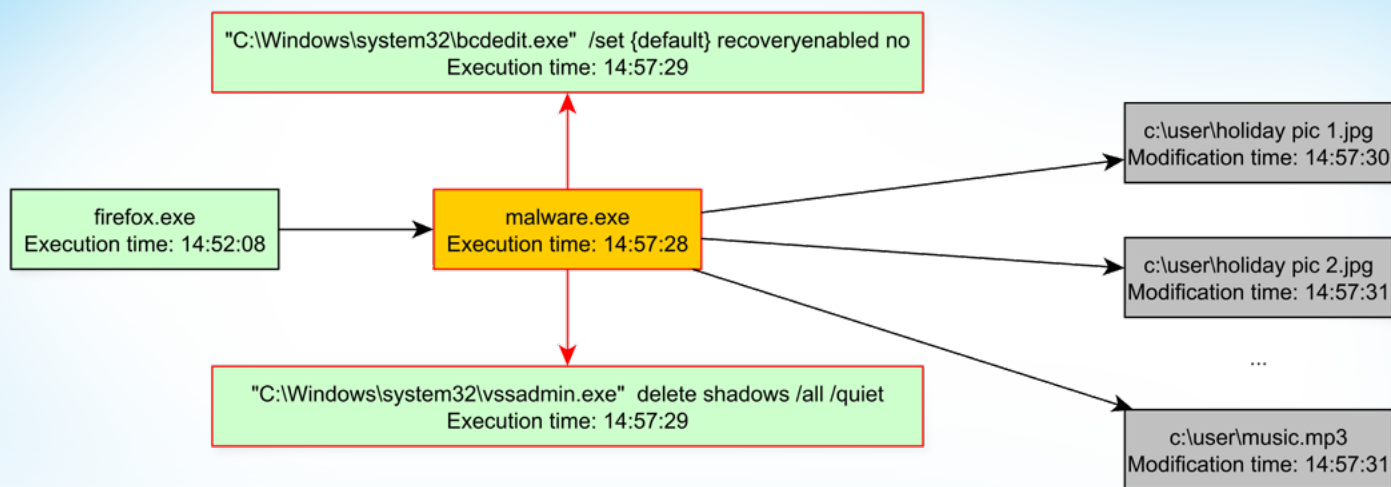 "C:\Windows\system32\bcdedit.exe"  /set {default} recoveryenabled no
Execution time: 14:57:29
firefox.exe
Execution time: 14:52:08
malware.exe
Execution time: 14:57:28
"C:\Windows\system32\vssadmin.exe"  delete shadows /all /quiet
Execution time: 14:57:29
c:\user\holiday pic 1.jpg
Modification time: 14:57:30
c:\user\holiday pic 2.jpg
Modification time: 14:57:31
...
c:\user\music.mp3
Modification time: 14:57:31